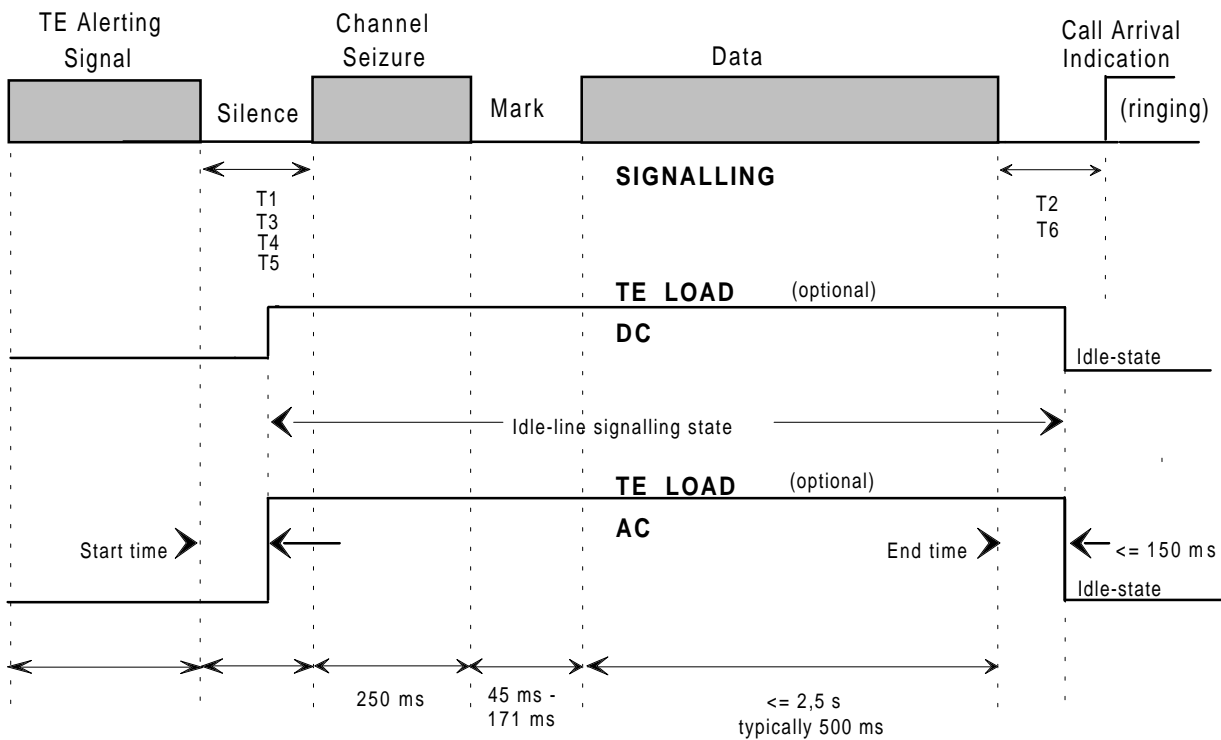 TE Alerting
Signal
Channel
Seizure
Call Arrival
Indication
Silence
Mark
Data
(ringing)
SIGNALLING
T1
T3
T4
T5
T2
T6
TE LOAD (optional)
DC
Idle-state
Idle-line signalling state
TE LOAD (optional)
AC
Start time
End time
<= 150 ms
Idle-state
250 ms
45 ms -
171 ms
<= 2,5 s
typically 500 ms